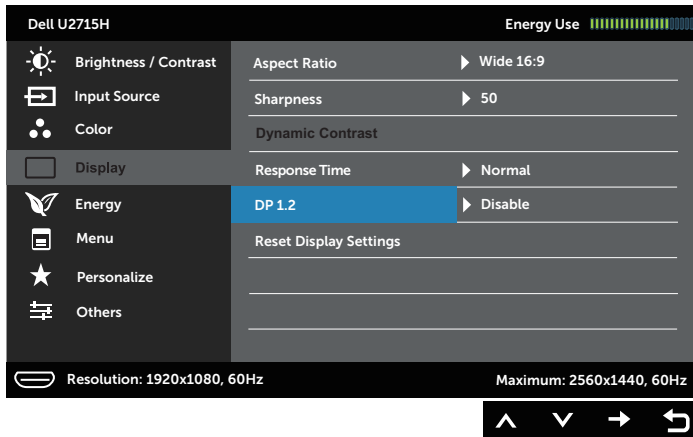 Dell U2715H Energy Use
Brightness / Contrast Aspect Ratio Wide 16:9
Input Source Sharpness 50
Color Dynamic Contrast
Display Response Time Normal
Energy DP 1.2 Disable
Menu Reset Display Settings
Personalize
Others
Resolution: 1920x1080, 60Hz Maximum: 2560x1440, 60Hz